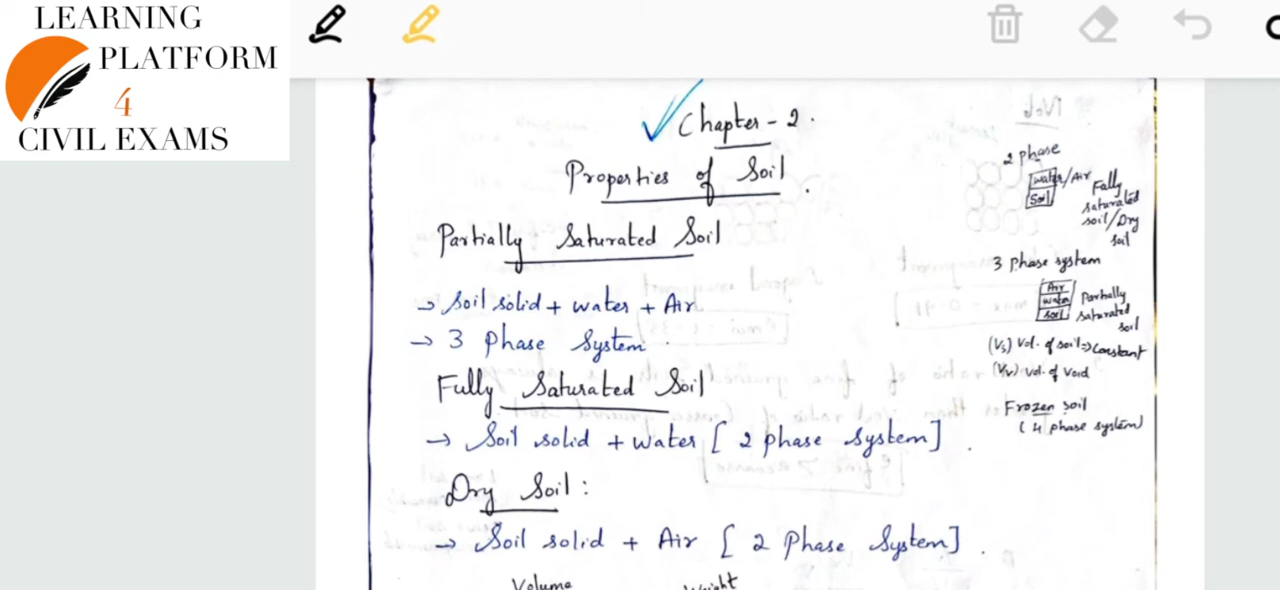 LEARNING
PLATFORM
4
CIVIL EXAMS
Chapter - 2.
Properties of Soil.
Partially Saturated Soil
→ Soil solid + water + Air
→ 3 phase System.
Fully Saturated Soil
→ Soil solid + Water [ 2 phase System].
Dry Soil:
→ Soil solid + Air [ 2 Phase System].
Volume
Weight
2 phase
water/Air
Soil
Fully
saturated
soil/Dry
soil
3 phase system
Air
water
soil
Partially
saturated
soil
(Vs) Vol. of soil => Constant
(Vv) Vol. of Void
Frozen soil
(4 phase system)